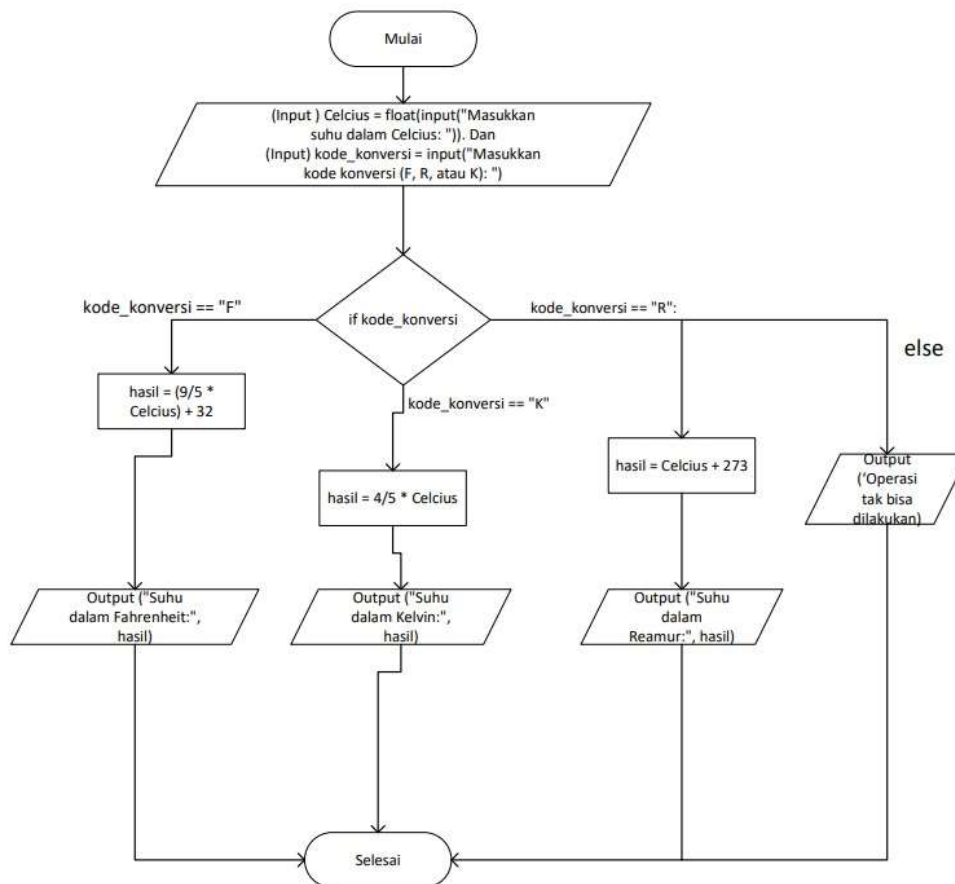 Mulai
(Input ) Celcius = float(input("Masukkan
suhu dalam Celcius: ")). Dan
(Input) kode_konversi = input("Masukkan
kode konversi (F, R, atau K): ")
kode_konversi == "F"
if kode_konversi
kode_konversi == "R":
else
hasil = (9/5 *
Celcius) + 32
kode_konversi == "K"
hasil = 4/5 * Celcius
hasil = Celcius + 273
Output
('Operasi
tak bisa
dilakukan)
Output ("Suhu
dalam Fahrenheit:",
hasil)
Output ("Suhu
dalam Kelvin:",
hasil)
Output ("Suhu
dalam
Reamur:", hasil)
Selesai